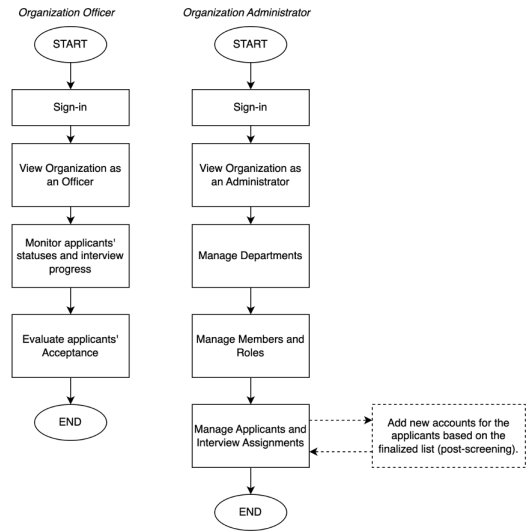 Organization Officer
START
Sign-in
View Organization as
an Officer
Monitor applicants'
statuses and interview
progress
Evaluate applicants'
Acceptance
END
Organization Administrator
START
Sign-in
View Organization as
an Administrator
Manage Departments
Manage Members and
Roles
Manage Applicants and
Interview Assignments
Add new accounts for the
applicants based on the
finalized list (post-screening).
END